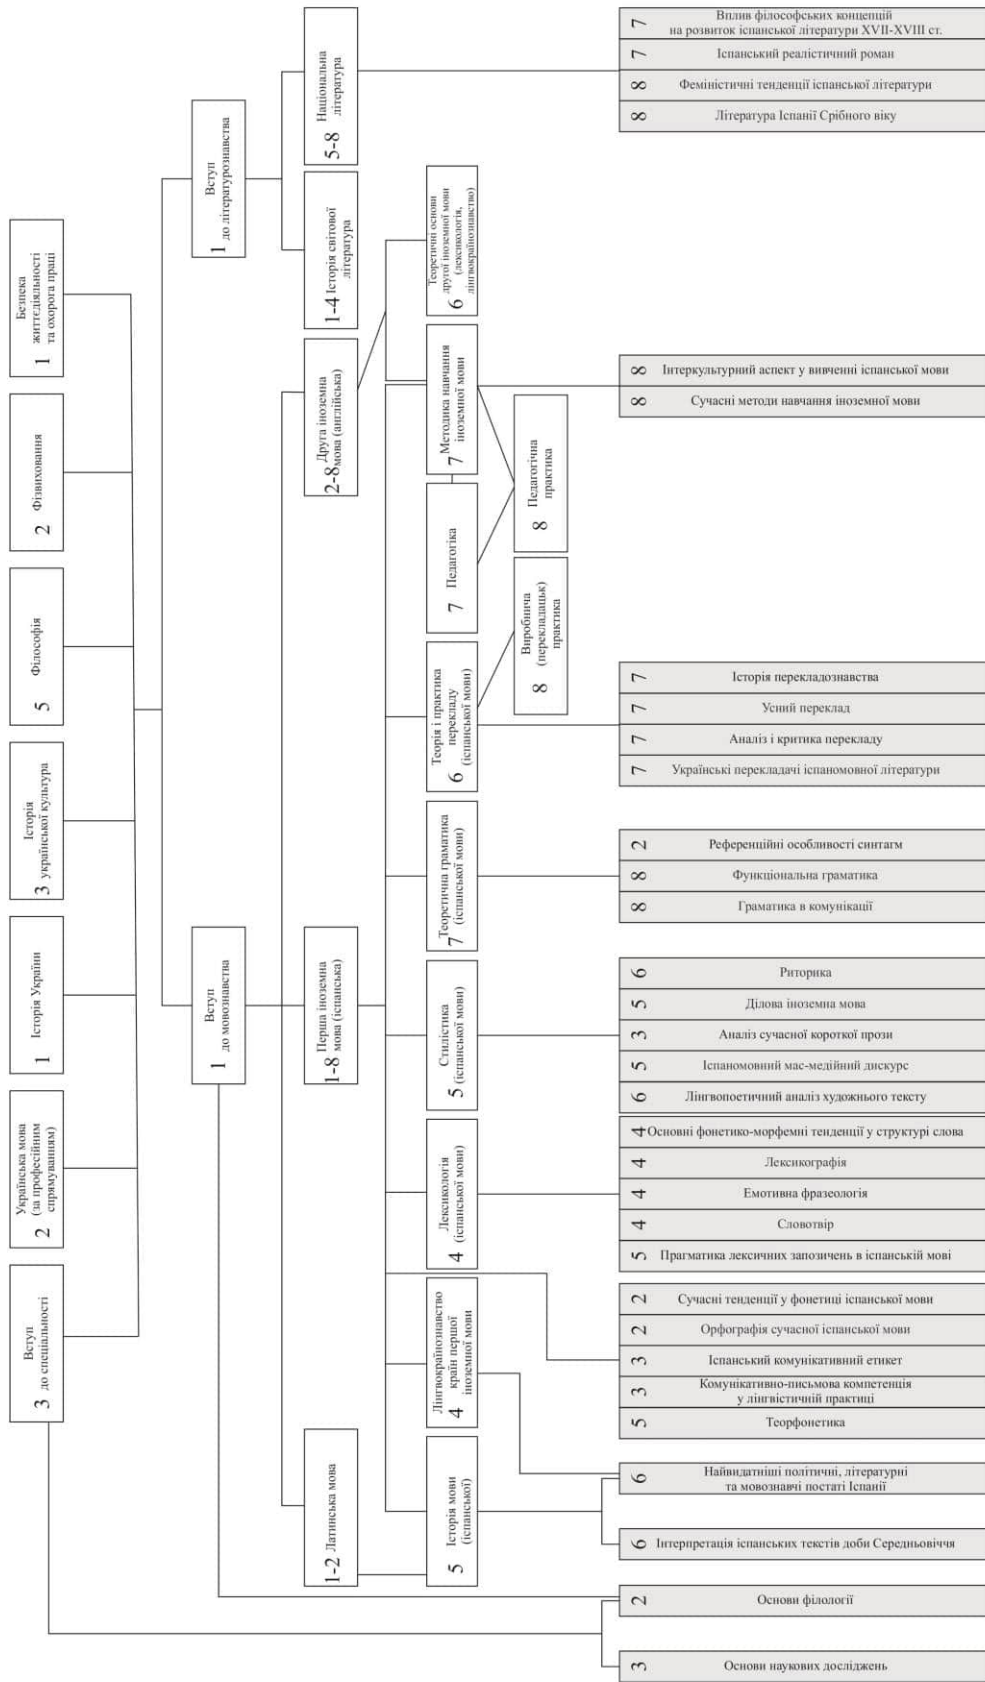 3 Вступ
до спеціальності
2 Українська мова
(за професійним
спрямуванням)
1 Історія України
Історія
3 української культура
5 Філософія
2 Фізвиховання
Безпека
життєдіяльності
1 та охорога праці
Вступ
1 до мовознавства
Вступ
1 до літературознавства
1-2 Латинська мова
Перша іноземна
1-8 мова (іспанська)
Друга іноземна
2-8 мова (англійська)
1-4 Історія світової
література
5-8 Національна
література
5 Історія мови
(іспанської)
Лінгвокраїнознавство
країн першої
4 іноземної мови
4 Лексикологія
(іспанської мови)
Стилістика
5 (іспанської мови)
Теоретична граматика
7 (іспанської мови)
Теорія і практика
перекладу
6 (іспанської мови)
7 Педагогіка
Методика навчання
7 іноземної мови
Теоретичні основи
другої іноземної мови
(лексикологія,
6 лінгвокраїнознавство)
Виробнича
(перекладацьк)
8 практика
Педагогічна
8 практика
3 Основи наукових досліджень
2 Основи філології
6 Інтерпретація іспанських текстів доби Середньовіччя
6 Найвидатніші політичні, літературні
та мовознавчі постаті Іспанії
5 Теорфонетика
3 Комунікативно-письмова компетенція
у лінгвістичній практиці
3 Іспанський комунікативний етикет
2 Орфографія сучасної іспанської мови
2 Сучасні тенденції у фонетиці іспанської мови
5 Прагматика лексичних запозичень в іспанській мові
4 Словотвір
4 Емотивна фразеологія
4 Лексикографія
4 Основні фонетико-морфемні тенденції у структурі слова
6 Лінгвопоетичний аналіз художнього тексту
5 Іспаномовний мас-медійний дискурс
3 Аналіз сучасної короткої прози
5 Ділова іноземна мова
6 Риторика
8 Граматика в комунікації
8 Функціональна граматика
2 Референційні особливості синтагм
7 Українські перекладачі іспаномовної літератури
7 Аналіз і критика перекладу
7 Усний переклад
7 Історія перекладознавства
8 Сучасні методи навчання іноземної мови
8 Інтеркультурний аспект у вивченні іспанської мови
8 Література Іспанії Срібного віку
8 Феміністичні тенденції іспанської літератури
7 Іспанський реалістичний роман
7 Вплив філософських концепцій
на розвиток іспанської літератури XVII-XVIII ст.